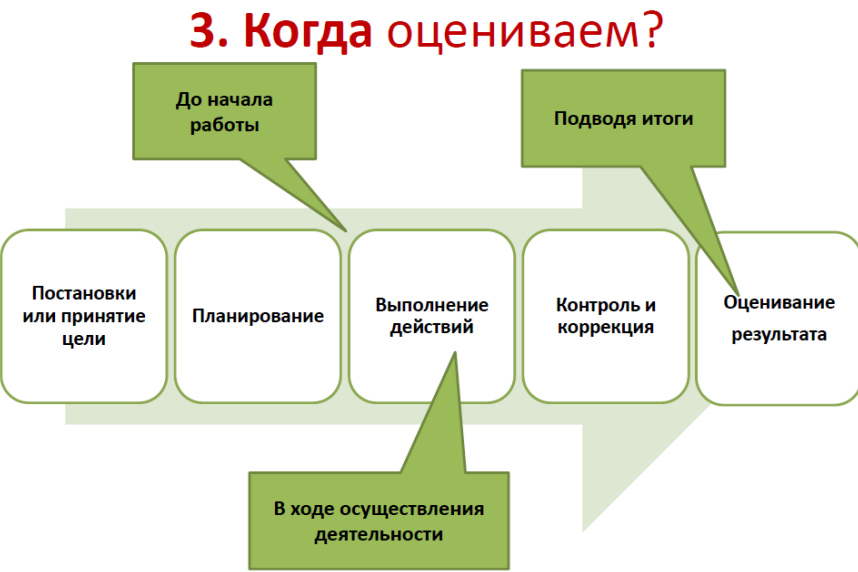 3. Когда оцениваем?
До начала
работы
Подводя итоги
Постановки
или принятие
цели
Планирование
Выполнение
действий
Контроль и
коррекция
Оценивание
результата
В ходе осуществления
деятельности